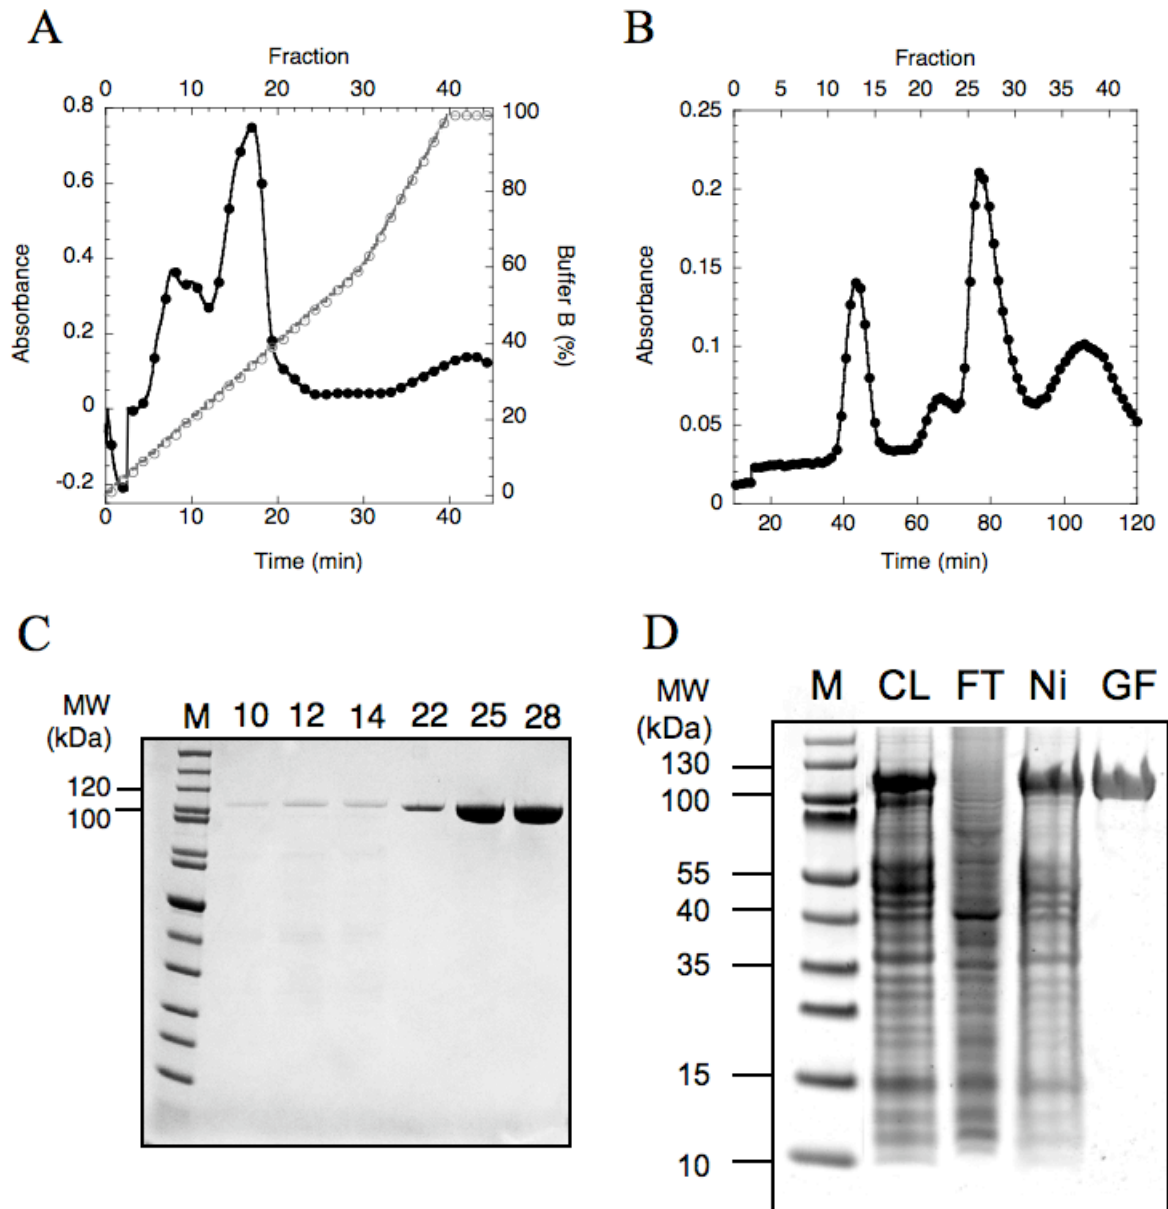 A
Fraction
0 10 20 30 40
0.8
0.6
0.4
0.2
0
-0.2
Absorbance
100
80
60
40
20
0
Buffer B (%)
0 10 20 30 40
Time (min)
B
Fraction
0 5 10 15 20 25 30 35 40
0.25
0.2
0.15
0.1
0.05
0
Absorbance
20 40 60 80 100 120
Time (min)
C
MW
(kDa)
M 10 12 14 22 25 28
120
100
D
MW
(kDa)
M CL FT Ni GF
130
100
55
40
35
15
10